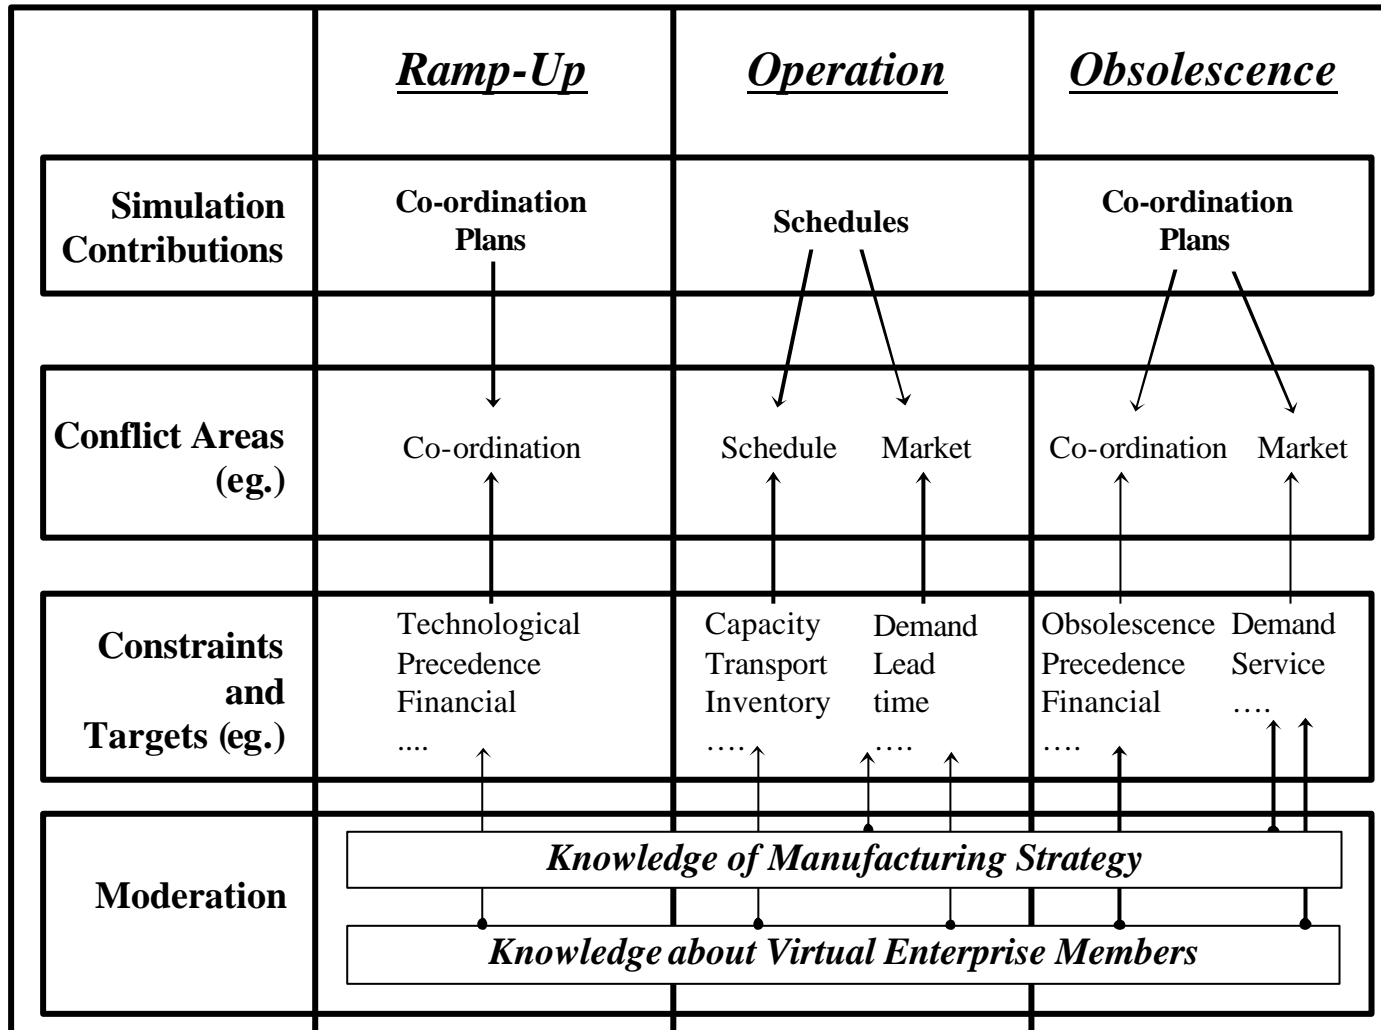 Ramp-Up Operation Obsolescence
Simulation
Contributions
Co-ordination
Plans
Schedules
Co-ordination
Plans
Conflict Areas
(eg.)
Co-ordination
Schedule
Market
Co-ordination
Market
Constraints
and
Targets (eg.)
Technological
Precedence
Financial
....
Capacity
Transport
Inventory
....
Demand
Lead
time
....
Obsolescence
Precedence
Financial
....
Demand
Service
....
Moderation
Knowledge of Manufacturing Strategy
Knowledge about Virtual Enterprise Members